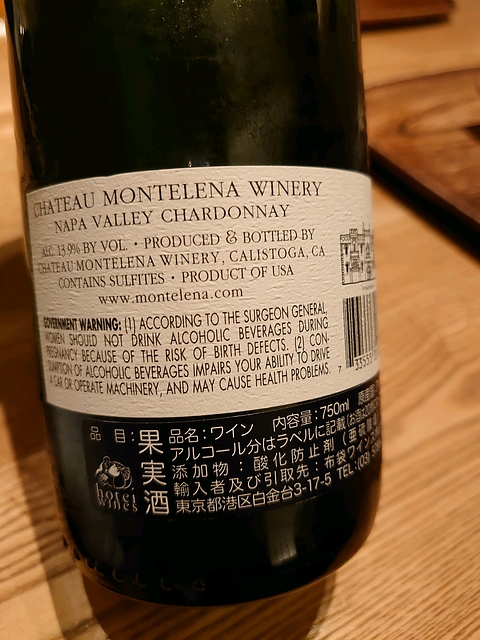 CHATEAU MONTELENA WINERY
NAPA VALLEY CHARDONNAY
ALC. 13.9% BY VOL. • PRODUCED & BOTTLED BY
CHATEAU MONTELENA WINERY, CALISTOGA, CA
CONTAINS SULFITES • PRODUCT OF USA
www.montelena.com
GOVERNMENT WARNING: (1) ACCORDING TO THE SURGEON GENERAL,
WOMEN SHOULD NOT DRINK ALCOHOLIC BEVERAGES DURING
PREGNANCY BECAUSE OF THE RISK OF BIRTH DEFECTS. (2) CON-
SUMPTION OF ALCOHOLIC BEVERAGES IMPAIRS YOUR ABILITY TO DRIVE
A CAR OR OPERATE MACHINERY, AND MAY CAUSE HEALTH PROBLEMS.
品 目:果実酒
hotei wines
品名:ワイン 内容量:750ml 原産国
アルコール分はラベルに記載
添加物:酸化防止剤
輸入者及び引取先:布袋ワイン
東京都港区白金台3-17-5 TEL:(03)